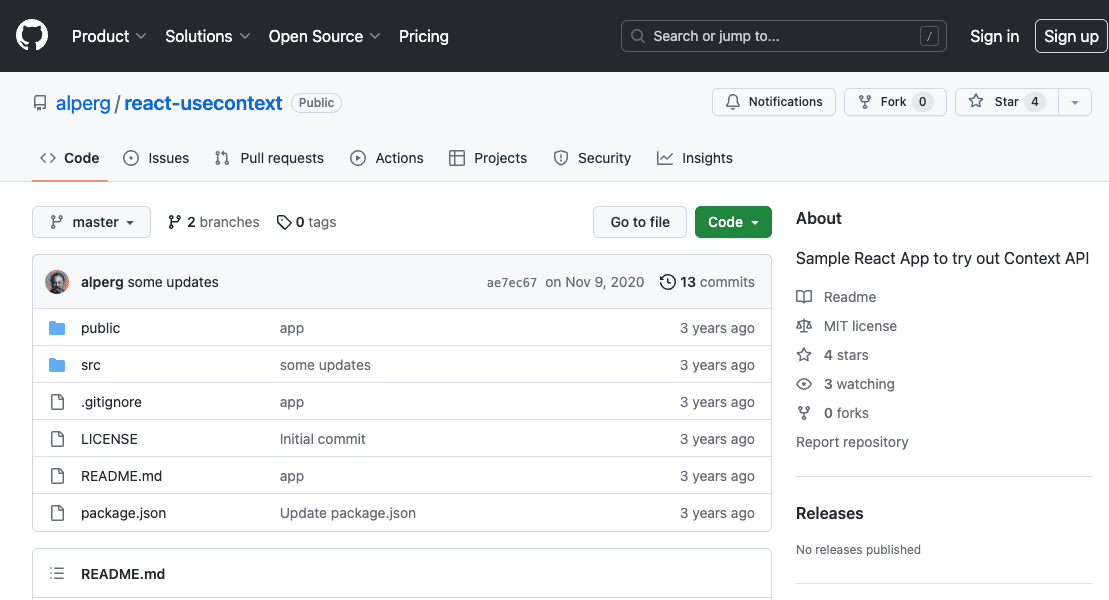 Product Solutions Open Source Pricing Search or jump to... / Sign in Sign up
alperg / react-usecontext Public Notifications Fork 0 Star 4
Code Issues Pull requests Actions Projects Security Insights
master 2 branches 0 tags Go to file Code
alperg some updates ae7ec67 on Nov 9, 2020 13 commits
public app 3 years ago
src some updates 3 years ago
.gitignore app 3 years ago
LICENSE Initial commit 3 years ago
README.md app 3 years ago
package.json Update package.json 3 years ago
README.md
About
Sample React App to try out Context API
Readme
MIT license
4 stars
3 watching
0 forks
Report repository
Releases
No releases published